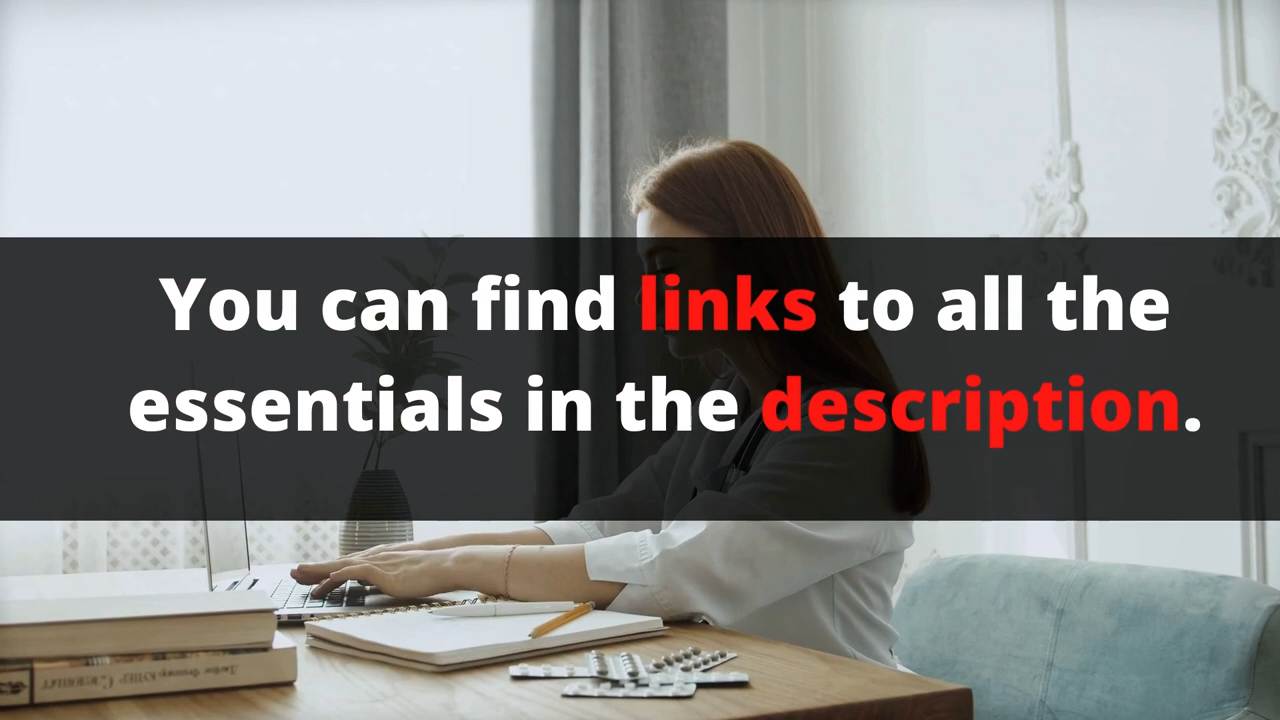 You can find links to all the
essentials in the description.